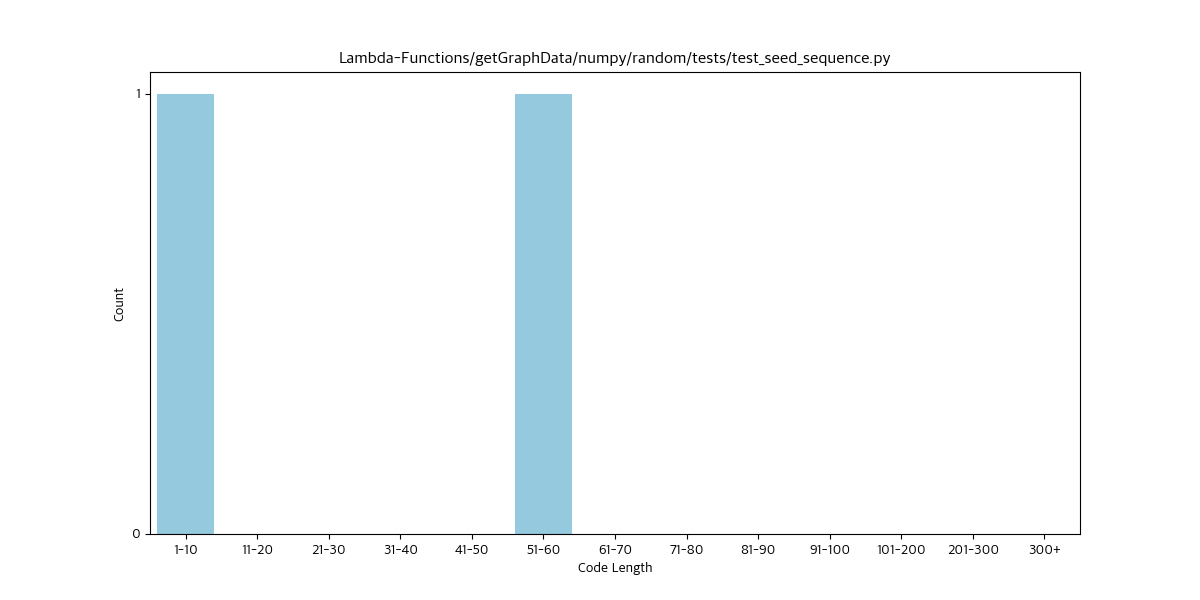 Lambda-Functions/getGraphData/numpy/random/tests/test_seed_sequence.py
1
0
Count
1-10 11-20 21-30 31-40 41-50 51-60 61-70 71-80 81-90 91-100 101-200 201-300 300+
Code Length